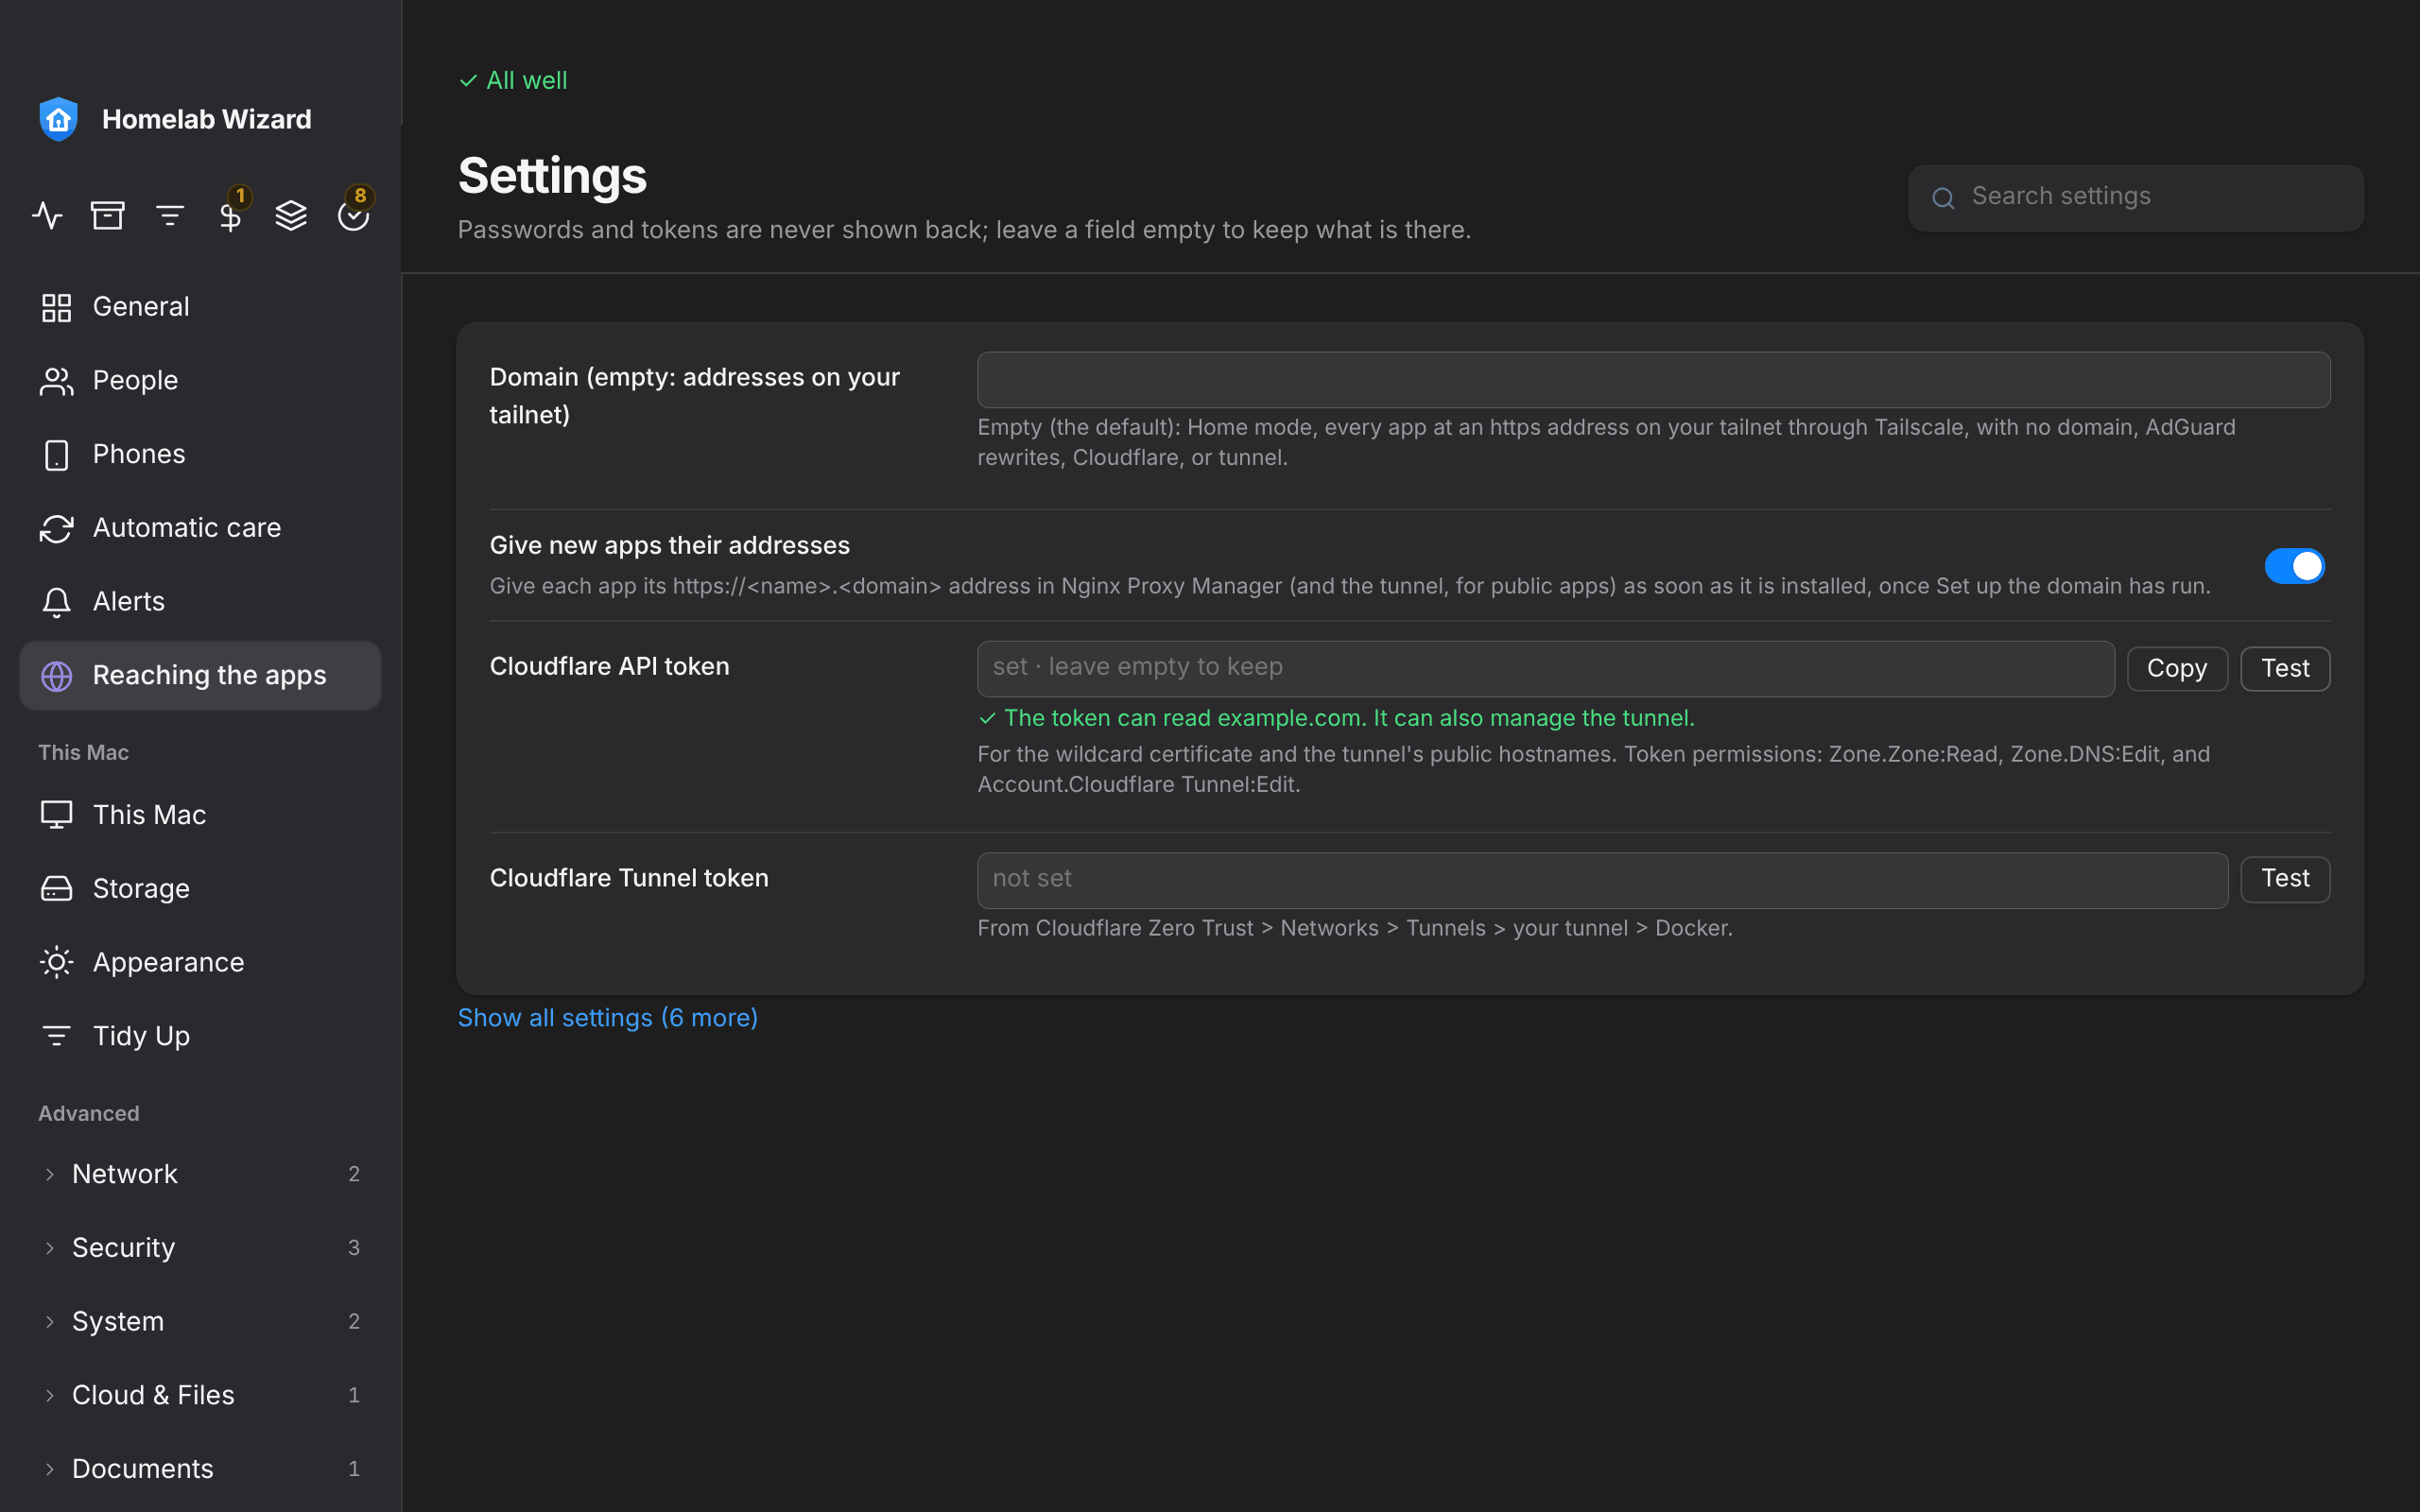 Homelab Wizard
1
8
General
People
Phones
Automatic care
Alerts
Reaching the apps
This Mac
This Mac
Storage
Appearance
Tidy Up
Advanced
Network 2
Security 3
System 2
Cloud & Files 1
Documents 1
✓ All well
Settings
Passwords and tokens are never shown back; leave a field empty to keep what is there.
Search settings
Domain (empty: addresses on your
tailnet)
Empty (the default): Home mode, every app at an https address on your tailnet through Tailscale, with no domain, AdGuard
rewrites, Cloudflare, or tunnel.
Give new apps their addresses
Give each app its https://<name>.<domain> address in Nginx Proxy Manager (and the tunnel, for public apps) as soon as it is installed, once Set up the domain has run.
Cloudflare API token
set · leave empty to keep
Copy
Test
✓ The token can read example.com. It can also manage the tunnel.
For the wildcard certificate and the tunnel's public hostnames. Token permissions: Zone.Zone:Read, Zone.DNS:Edit, and
Account.Cloudflare Tunnel:Edit.
Cloudflare Tunnel token
not set
Test
From Cloudflare Zero Trust > Networks > Tunnels > your tunnel > Docker.
Show all settings (6 more)